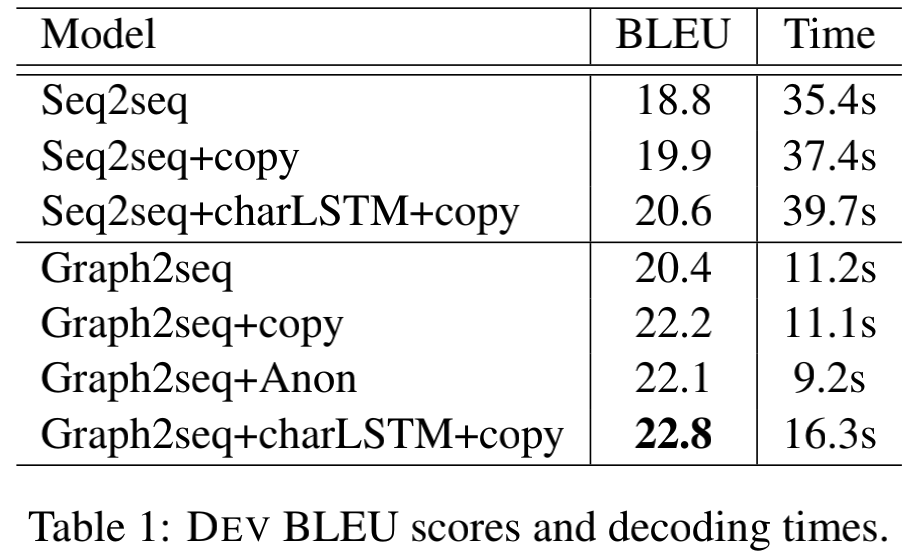 Model BLEU Time
Seq2seq 18.8 35.4s
Seq2seq+copy 19.9 37.4s
Seq2seq+charLSTM+copy 20.6 39.7s
Graph2seq 20.4 11.2s
Graph2seq+copy 22.2 11.1s
Graph2seq+Anon 22.1 9.2s
Graph2seq+charLSTM+copy 22.8 16.3s
Table 1: DEV BLEU scores and decoding times.